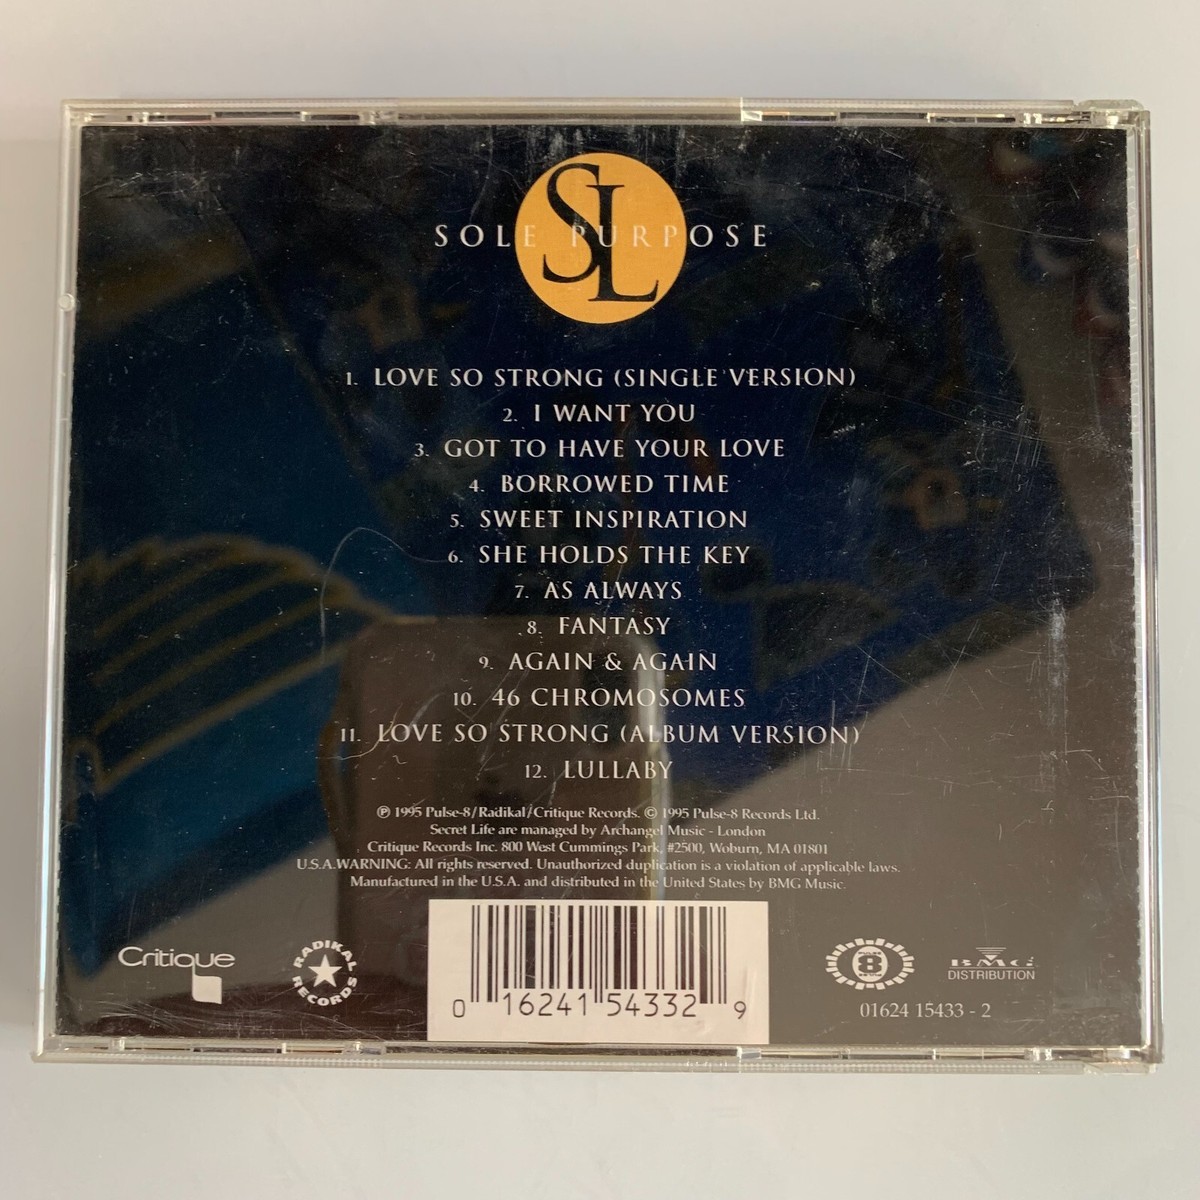 SL
SOLE PURPOSE
1. LOVE SO STRONG (SINGLE VERSION)
2. I WANT YOU
3. GOT TO HAVE YOUR LOVE
4. BORROWED TIME
5. SWEET INSPIRATION
6. SHE HOLDS THE KEY
7. AS ALWAYS
8. FANTASY
9. AGAIN & AGAIN
10. 46 CHROMOSOMES
11. LOVE SO STRONG (ALBUM VERSION)
12. LULLABY
℗ 1995 Pulse-8/Radikal/Critique Records. © 1995 Pulse-8 Records Ltd.
Secret Life are managed by Archangel Music - London
Critique Records Inc. 800 West Cummings Park, #2500, Woburn, MA 01801
U.S.A.WARNING: All rights reserved. Unauthorized duplication is a violation of applicable laws.
Manufactured in the U.S.A. and distributed in the United States by BMG Music.
Critique
RADIKAL RECORDS
0 16241 54332 9
PULSE 8
BMG
DISTRIBUTION
01624 15433 - 2